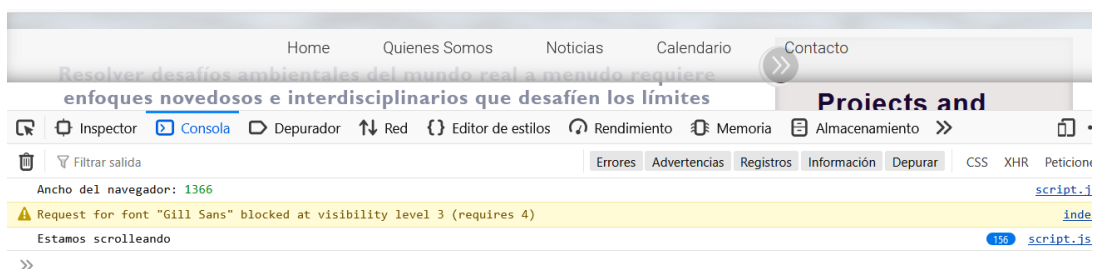 Home Quienes Somos Noticias Calendario Contacto
Resolver desafíos ambientales del mundo real a menudo requiere
enfoques novedosos e interdisciplinarios que desafíen los límites
Projects and
Inspector Consola Depurador Red Editor de estilos Rendimiento Memoria Almacenamiento
Filtrar salida Errores Advertencias Registros Información Depurar CSS XHR Peticione
Ancho del navegador: 1366 script.j
Request for font "Gill Sans" blocked at visibility level 3 (requires 4) inde
Estamos scrolleando 156 script.js